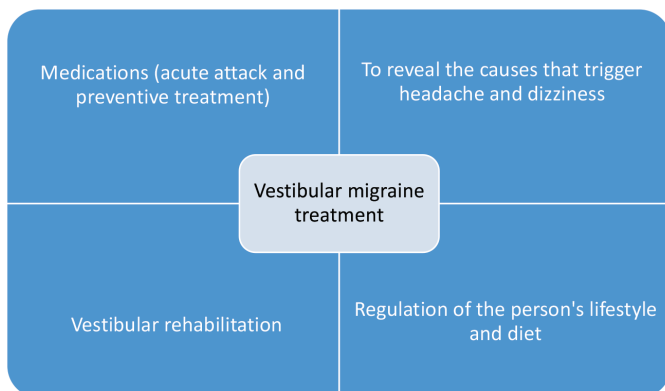 Medications (acute attack and
preventive treatment)
To reveal the causes that trigger
headache and dizziness
Vestibular migraine
treatment
Vestibular rehabilitation
Regulation of the person's lifestyle
and diet